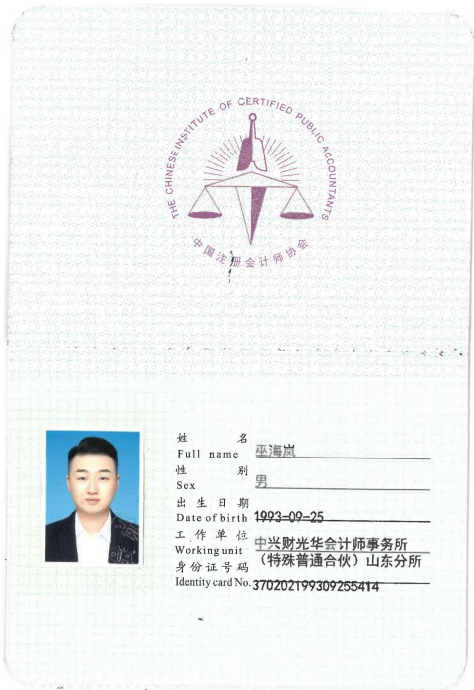 THE CHINESE INSTITUTE OF CERTIFIED PUBLIC ACCOUNTANTS
中国注册会计师协会
姓名 巫海岚
Full name
性别 男
Sex
出生日期
Date of birth 1993-09-25
工作单位 中兴财光华会计师事务所
Working unit （特殊普通合伙）山东分所
身份证号码
Identity card No. 370202199309255414